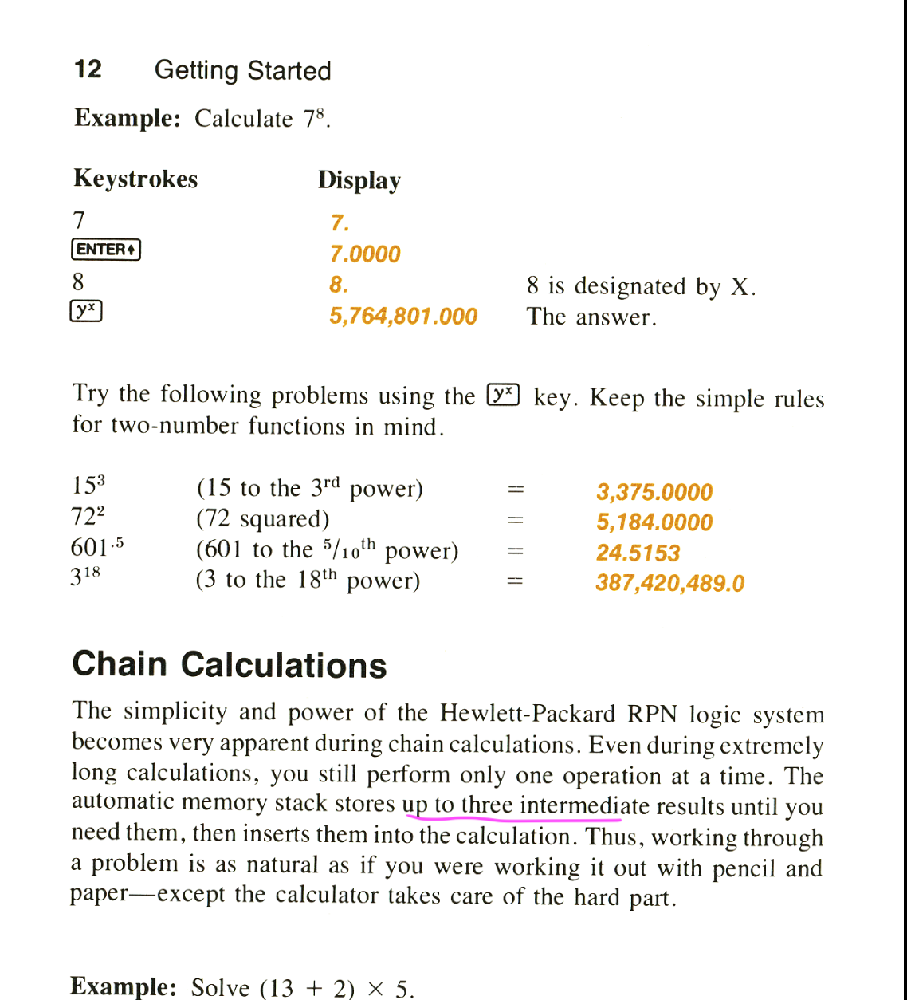 12 Getting Started
Example: Calculate 7⁸.
Keystrokes Display
7 7.
ENTER↑ 7.0000
8 8. 8 is designated by X.
yˣ 5,764,801.000 The answer.
Try the following problems using the yˣ key. Keep the simple rules
for two-number functions in mind.
15³ (15 to the 3ʳᵈ power) = 3,375.0000
72² (72 squared) = 5,184.0000
601·⁵ (601 to the ⁵/₁₀ᵗʰ power) = 24.5153
3¹⁸ (3 to the 18ᵗʰ power) = 387,420,489.0
Chain Calculations
The simplicity and power of the Hewlett-Packard RPN logic system
becomes very apparent during chain calculations. Even during extremely
long calculations, you still perform only one operation at a time. The
automatic memory stack stores up to three intermediate results until you
need them, then inserts them into the calculation. Thus, working through
a problem is as natural as if you were working it out with pencil and
paper—except the calculator takes care of the hard part.
Example: Solve (13 + 2) × 5.